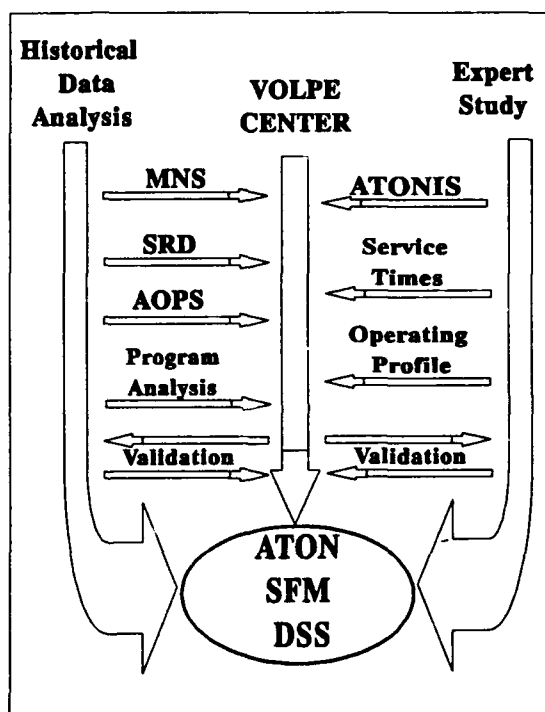 Historical
Data
Analysis
VOLPE
CENTER
Expert
Study
MNS
SRD
AOPS
Program
Analysis
Validation
ATONIS
Service
Times
Operating
Profile
Validation
ATON
SFM
DSS